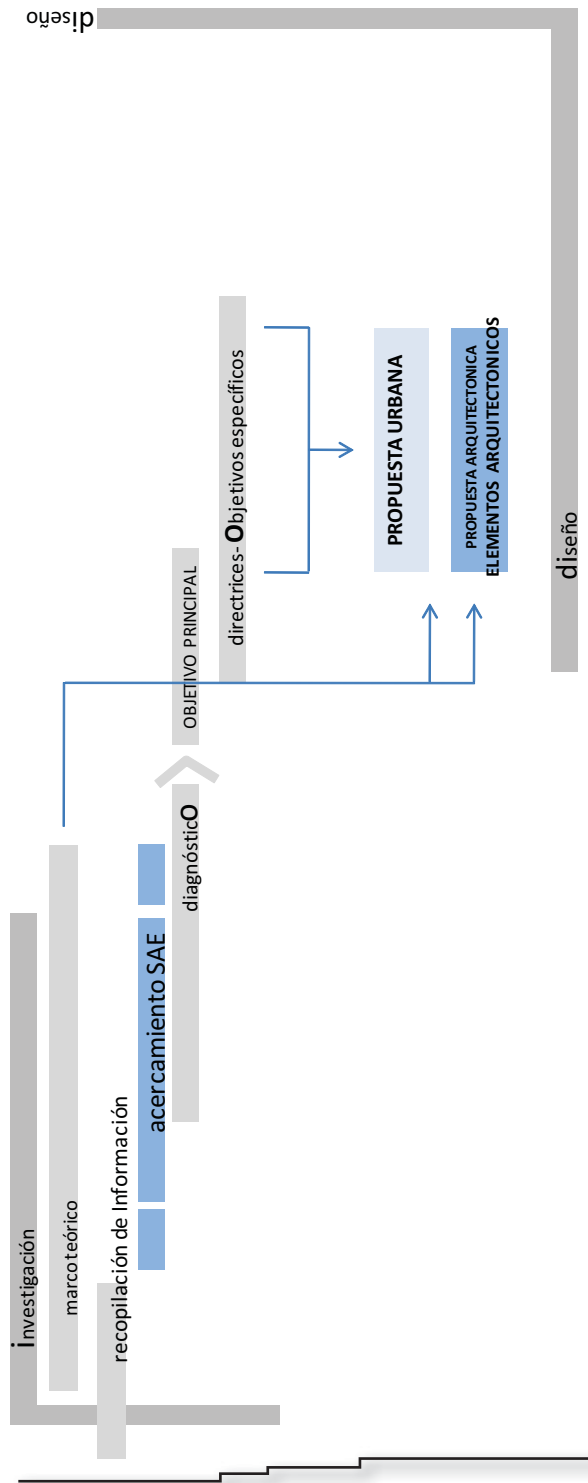 investigación
marco teórico
recopilación de Información
acercamiento SAE
diagnósticO
OBJETIVO PRINCIPAL
directrices- Objetivos específicos
PROPUESTA URBANA
PROPUESTA ARQUITECTONICA
ELEMENTOS ARQUITECTONICOS
diseño
diseño